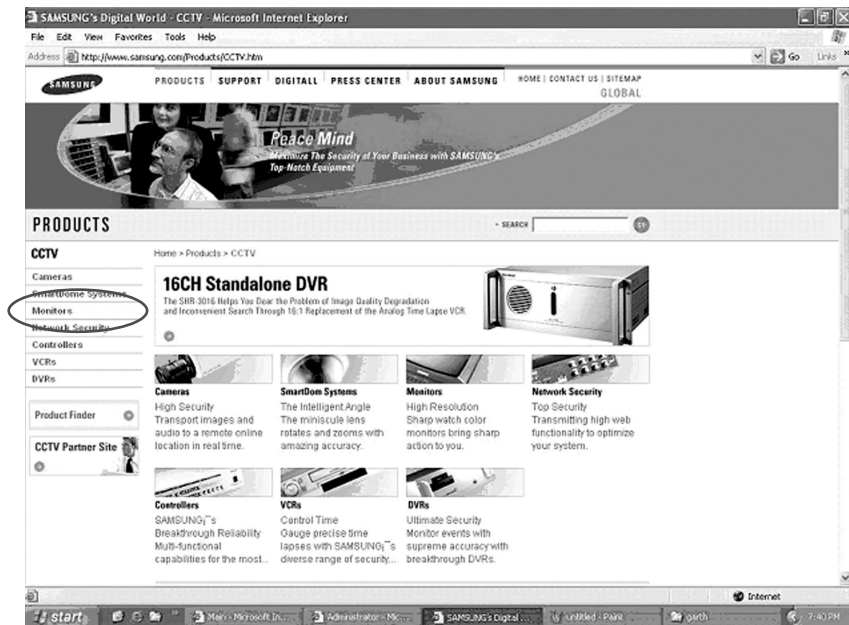 SAMSUNG's Digital World - CCTV - Microsoft Internet Explorer
File Edit View Favorites Tools Help
Address http://www.samsung.com/Products/CCTV.htm Go Links »
SAMSUNG PRODUCTS SUPPORT DIGITALL PRESS CENTER ABOUT SAMSUNG HOME | CONTACT US | SITEMAP
GLOBAL
Peace Mind
Maximize The Security of Your Business with SAMSUNG's
Top-Notch Equipment
PRODUCTS
SEARCH
CCTV
Cameras
SmartDome Systems
Monitors
Network Security
Controllers
VCRs
DVRs
Product Finder
CCTV Partner Site
Home > Products > CCTV
16CH Standalone DVR
The SHR-3016 Helps You Dear the Problem of Image Quality Degradation
and Inconvenient Search Through 16:1 Replacement of the Analog Time Lapse VCR.
Cameras
High Security
Transport images and
audio to a remote online
location in real time.
SmartDom Systems
The Intelligent Angle
The miniscule lens
rotates and zooms with
amazing accuracy.
Monitors
High Resolution
Sharp watch color
monitors bring sharp
action to you.
Network Security
Top Security
Transmitting high web
functionality to optimize
your system.
Controllers
SAMSUNG¡¯s
Breakthrough Reliability
Multi-functional
capabilities for the most...
VCRs
Control Time
Gauge precise time
lapses with SAMSUNG¡¯s
diverse range of security...
DVRs
Ultimate Security
Monitor events with
supreme accuracy with
breakthrough DVRs.
Internet
start » Main - Microsoft In... Administrator - Mic... SAMSUNG's Digital ... untitled - Paint garth 7:40 PM